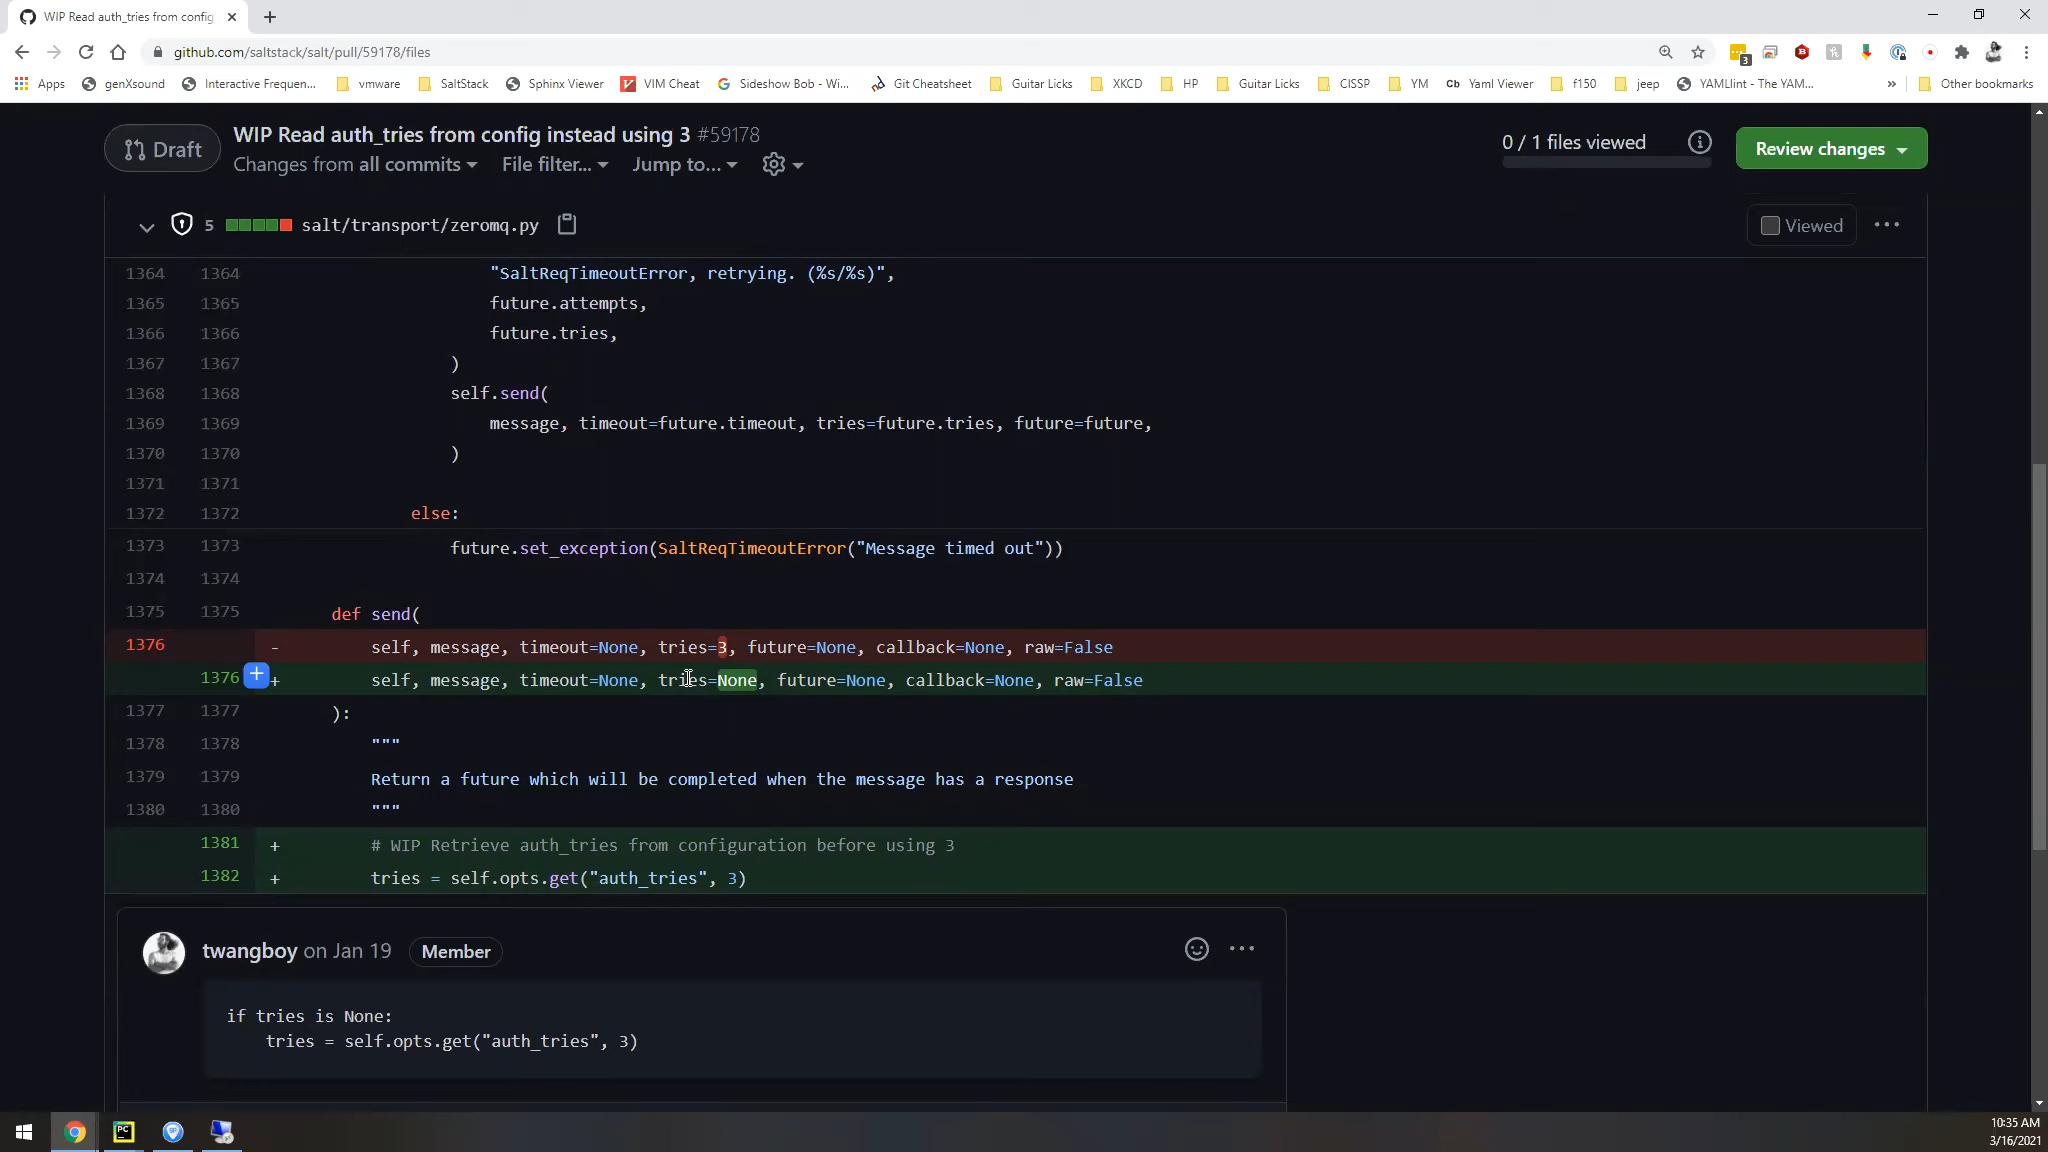 WIP Read auth_tries from config
github.com/saltstack/salt/pull/59178/files
3
Apps genXsound Interactive Frequen... vmware SaltStack Sphinx Viewer VIM Cheat Sideshow Bob - Wi... Git Cheatsheet Guitar Licks XKCD HP Guitar Licks CISSP YM Cb Yaml Viewer f150 jeep YAMLlint - The YAM... » Other bookmarks
Draft
WIP Read auth_tries from config instead using 3 #59178
Changes from all commits File filter... Jump to...
0 / 1 files viewed
Review changes
5 salt/transport/zeromq.py
Viewed
1364 1364 "SaltReqTimeoutError, retrying. (%s/%s)",
1365 1365 future.attempts,
1366 1366 future.tries,
1367 1367 )
1368 1368 self.send(
1369 1369 message, timeout=future.timeout, tries=future.tries, future=future,
1370 1370 )
1371 1371
1372 1372 else:
1373 1373 future.set_exception(SaltReqTimeoutError("Message timed out"))
1374 1374
1375 1375 def send(
1376 - self, message, timeout=None, tries=3, future=None, callback=None, raw=False
1376 + self, message, timeout=None, tries=None, future=None, callback=None, raw=False
1377 1377 ):
1378 1378 """
1379 1379 Return a future which will be completed when the message has a response
1380 1380 """
1381 + # WIP Retrieve auth_tries from configuration before using 3
1382 + tries = self.opts.get("auth_tries", 3)
twangboy on Jan 19 Member
if tries is None:
tries = self.opts.get("auth_tries", 3)
PC
10:35 AM
3/16/2021